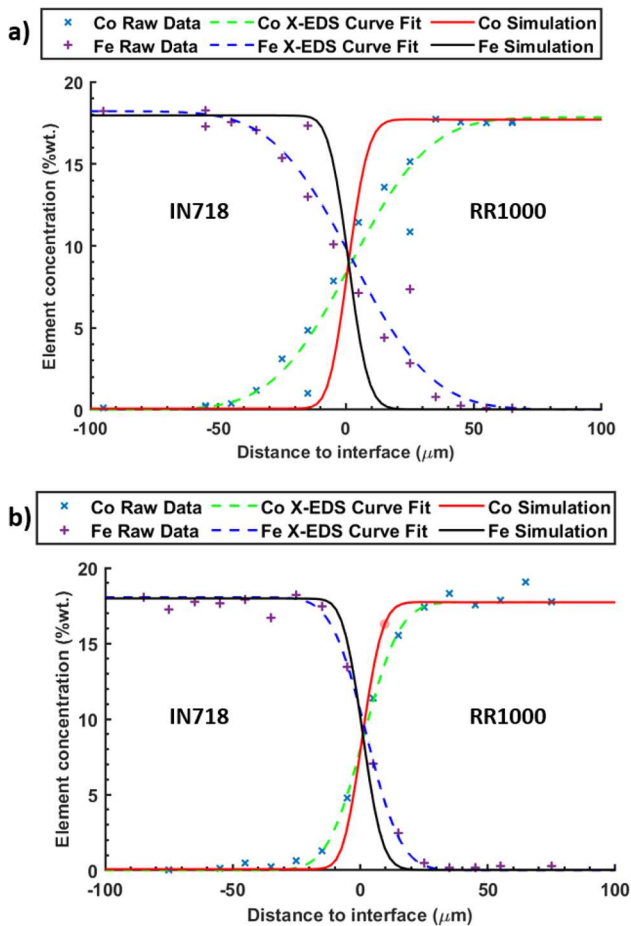 a)
Co Raw Data Co X-EDS Curve Fit Co Simulation
Fe Raw Data Fe X-EDS Curve Fit Fe Simulation
20
15
10
5
0
Element concentration (%wt.)
IN718 RR1000
-100 -50 0 50 100
Distance to interface (μm)
b)
Co Raw Data Co X-EDS Curve Fit Co Simulation
Fe Raw Data Fe X-EDS Curve Fit Fe Simulation
20
15
10
5
0
Element concentration (%wt.)
IN718 RR1000
-100 -50 0 50 100
Distance to interface (μm)